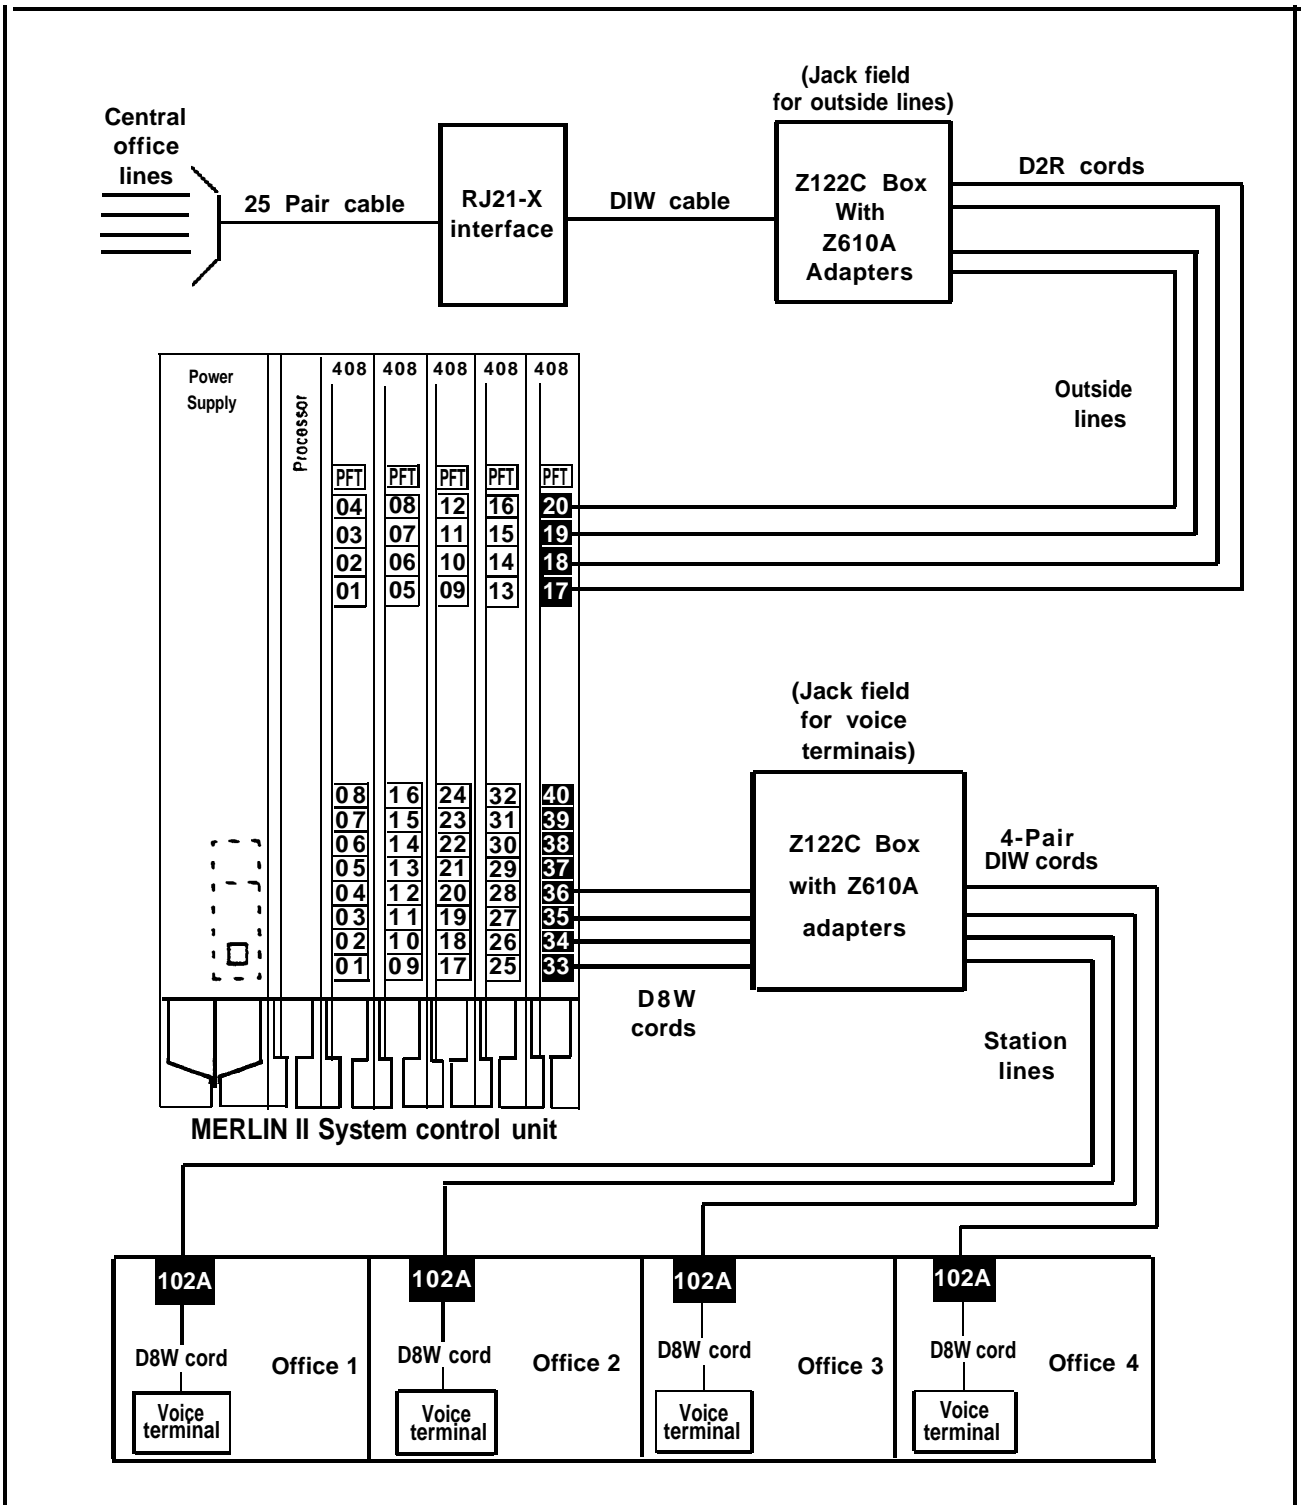 (Jack field
for outside lines)
Central
office
lines
25 Pair cable
RJ21-X
interface
DIW cable
Z122C Box
With
Z610A
Adapters
D2R cords
Outside
lines
Power
Supply
Processor
408 408 408 408 408
PFT PFT PFT PFT PFT
04 08 12 16 20
03 07 11 15 19
02 06 10 14 18
01 05 09 13 17
(Jack field
for voice
terminais)
08 16 24 32 40
07 15 23 31 39
06 14 22 30 38
05 13 21 29 37
04 12 20 28 36
03 11 19 27 35
02 10 18 26 34
01 09 17 25 33
Z122C Box
with Z610A
adapters
4-Pair
DIW cords
D8W
cords
Station
lines
MERLIN II System control unit
102A
D8W cord
Office 1
Voice
terminal
102A
D8W cord
Office 2
Voice
terminal
102A
D8W cord
Office 3
Voice
terminal
102A
D8W cord
Office 4
Voice
terminal